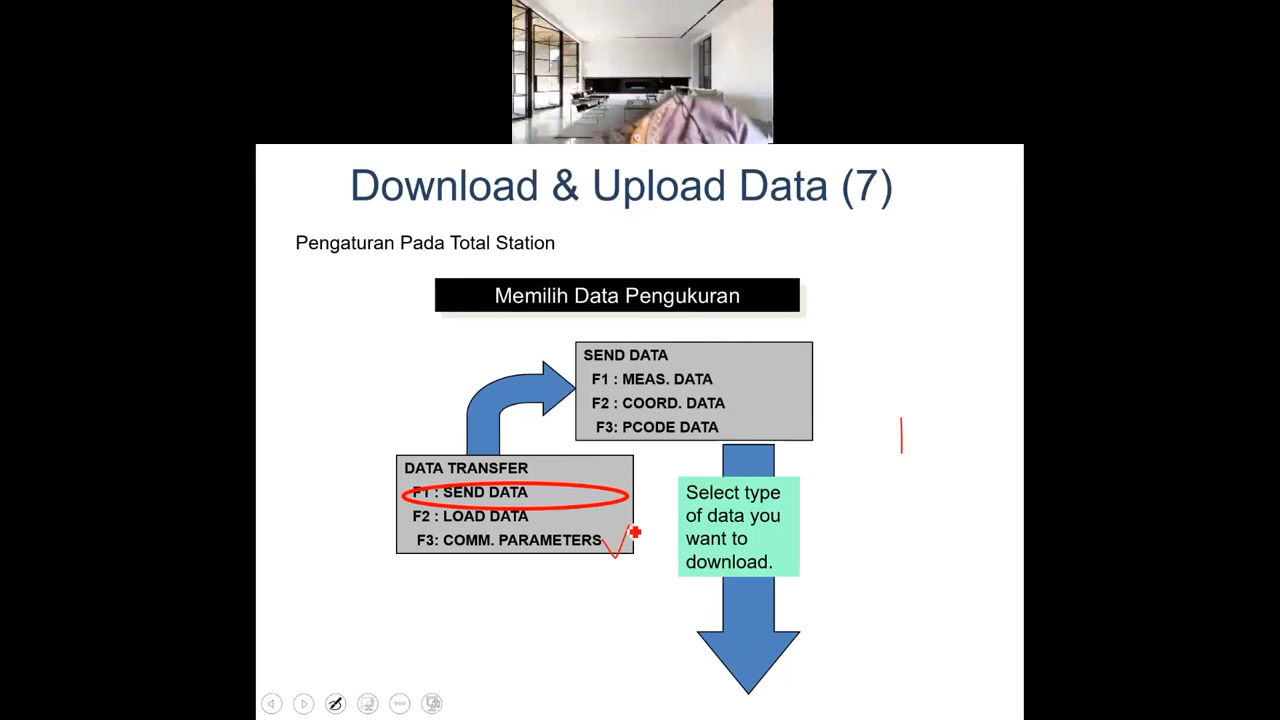 Download & Upload Data (7)
Pengaturan Pada Total Station
Memilih Data Pengukuran
SEND DATA
F1 : MEAS. DATA
F2 : COORD. DATA
F3: PCODE DATA
DATA TRANSFER
F1 : SEND DATA
F2 : LOAD DATA
F3: COMM. PARAMETERS
Select type
of data you
want to
download.